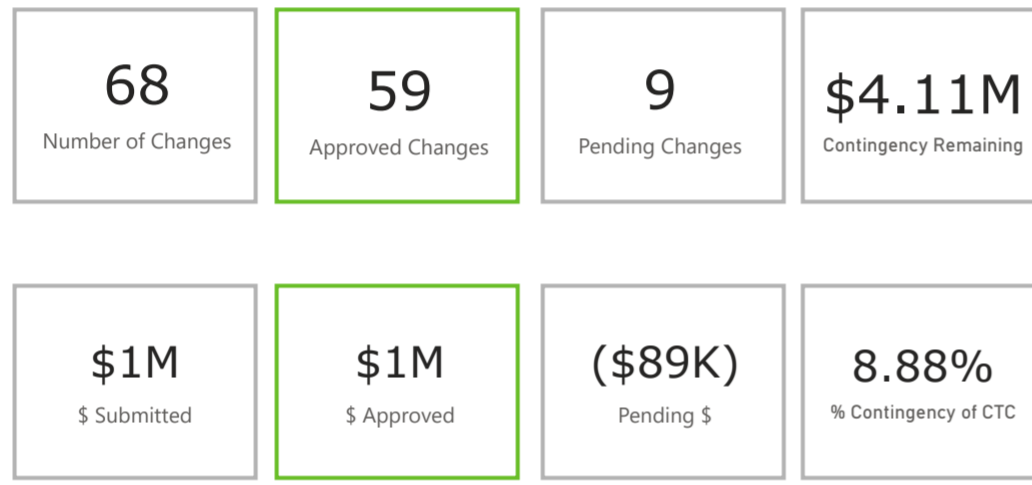 68
Number of Changes
59
Approved Changes
9
Pending Changes
$4.11M
Contingency Remaining
$1M
$ Submitted
$1M
$ Approved
($89K)
Pending $
8.88%
% Contingency of CTC